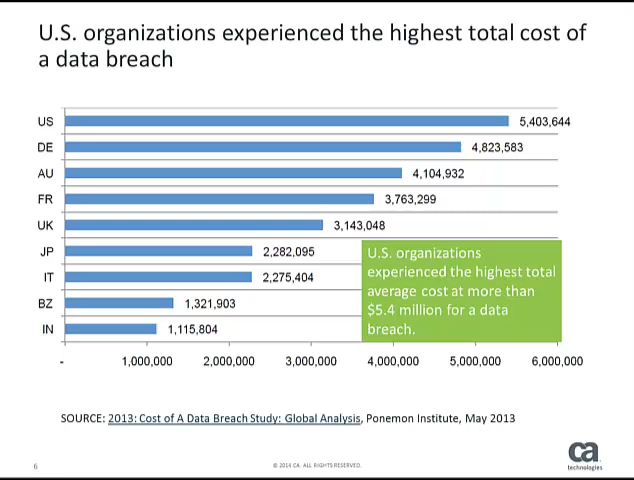 U.S. organizations experienced the highest total cost of
a data breach
US 5,403,644
DE 4,823,583
AU 4,104,932
FR 3,763,299
UK 3,143,048
JP 2,282,095
IT 2,275,404
BZ 1,321,903
IN 1,115,804
U.S. organizations
experienced the highest total
average cost at more than
$5.4 million for a data
breach.
- 1,000,000 2,000,000 3,000,000 4,000,000 5,000,000 6,000,000
SOURCE: 2013: Cost of A Data Breach Study: Global Analysis, Ponemon Institute, May 2013
6
© 2014 CA. ALL RIGHTS RESERVED.
ca
technologies